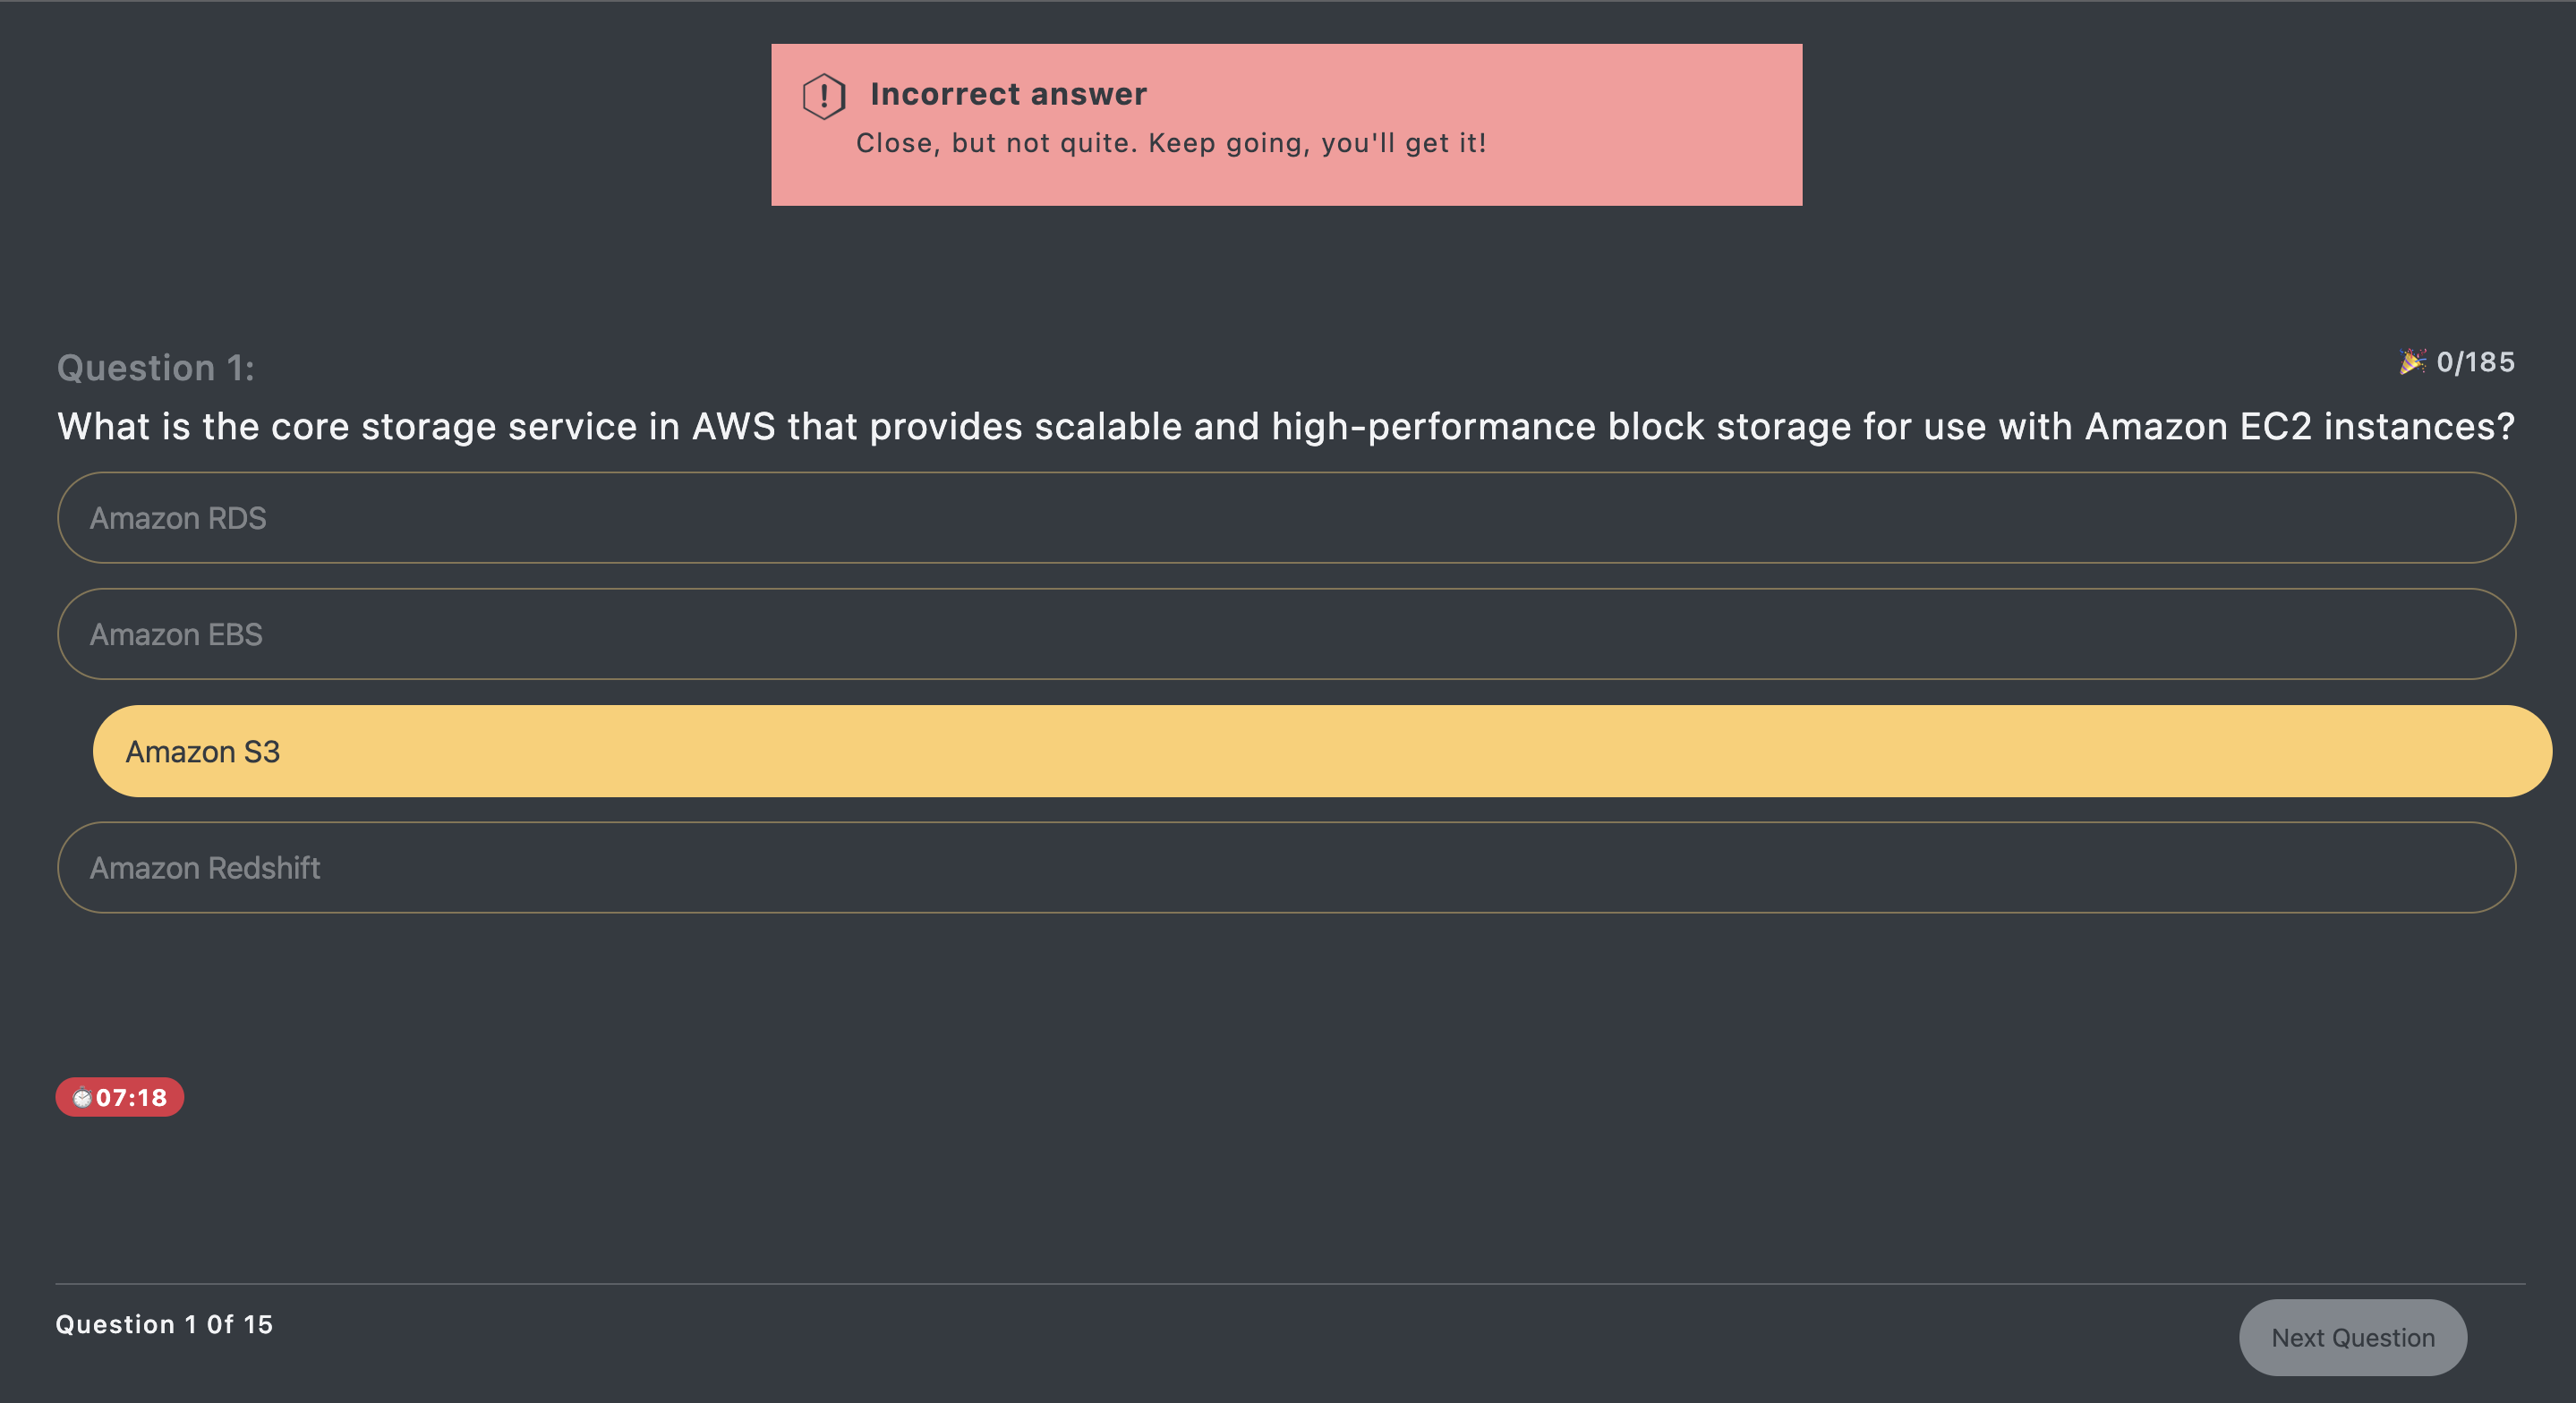 Incorrect answer
Close, but not quite. Keep going, you'll get it!
Question 1:
0/185
What is the core storage service in AWS that provides scalable and high-performance block storage for use with Amazon EC2 instances?
Amazon RDS
Amazon EBS
Amazon S3
Amazon Redshift
07:18
Question 1 Of 15
Next Question